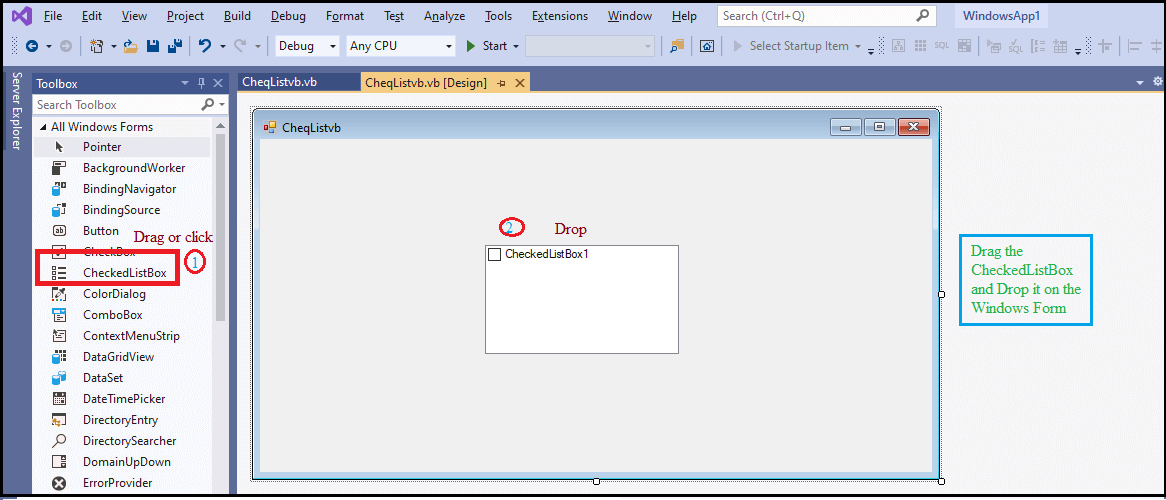 File Edit View Project Build Debug Format Test Analyze Tools Extensions Window Help Search (Ctrl+Q) WindowsApp1
Debug Any CPU Start Select Startup Item SQL
Server Explorer
Toolbox
Search Toolbox
All Windows Forms
Pointer
BackgroundWorker
BindingNavigator
BindingSource
ab Button
Drag or click
CheckBox
1
CheckedListBox
ColorDialog
ComboBox
ContextMenuStrip
DataGridView
DataSet
DateTimePicker
DirectoryEntry
DirectorySearcher
DomainUpDown
ErrorProvider
CheqListvb.vb CheqListvb.vb [Design]
CheqListvb
2 Drop
CheckedListBox1
Drag the
CheckedListBox
and Drop it on the
Windows Form